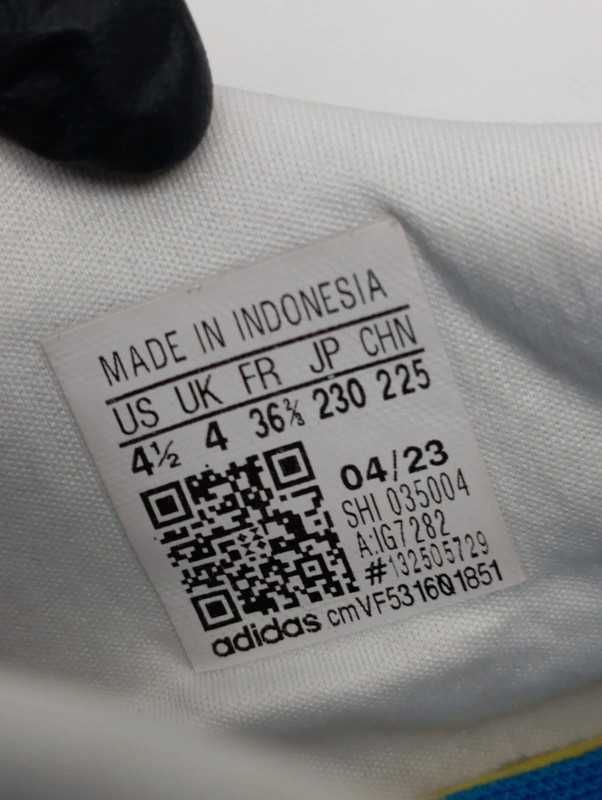 MADE IN INDONESIA
US UK FR JP CHN
4½ 4 36⅔ 230 225
04/23
SHI 035004
A:IG7282
#132505729
adidas cmVF531601851